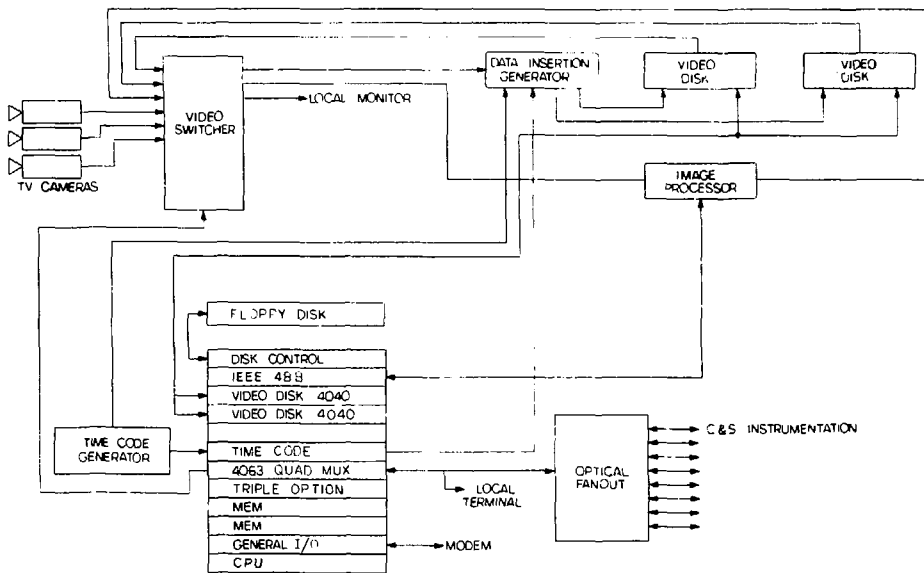 DATA INSERTION
GENERATOR
VIDEO
DISK
VIDEO
DISK
LOCAL MONITOR
VIDEO
SWITCHER
TV CAMERAS
IMAGE
PROCESSOR
FLOPPY DISK
DISK CONTROL
IEEE 488
VIDEO DISK 4040
VIDEO DISK 4040
TIME CODE
GENERATOR
TIME CODE
4063 QUAD MUX
TRIPLE OPTION
MEM
MEM
GENERAL I/O
CPU
LOCAL
TERMINAL
MODEM
OPTICAL
FANOUT
C & S INSTRUMENTATION